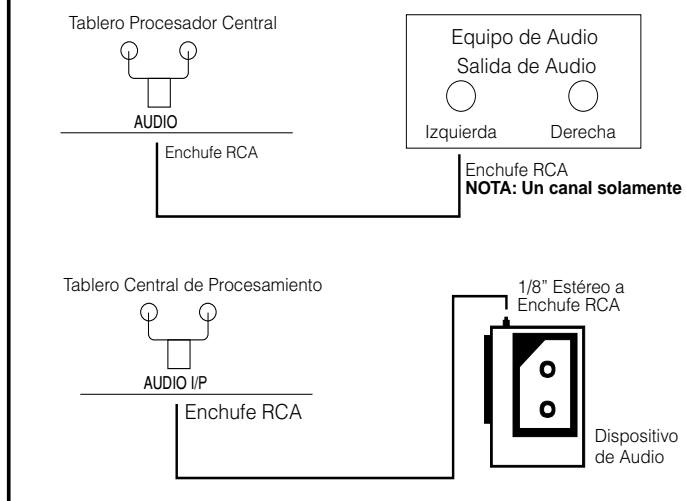 Tablero Procesador Central
AUDIO
Enchufe RCA
Equipo de Audio
Salida de Audio
Izquierda Derecha
Enchufe RCA
NOTA: Un canal solamente
Tablero Central de Procesamiento
AUDIO I/P
Enchufe RCA
1/8” Estéreo a
Enchufe RCA
Dispositivo
de Audio